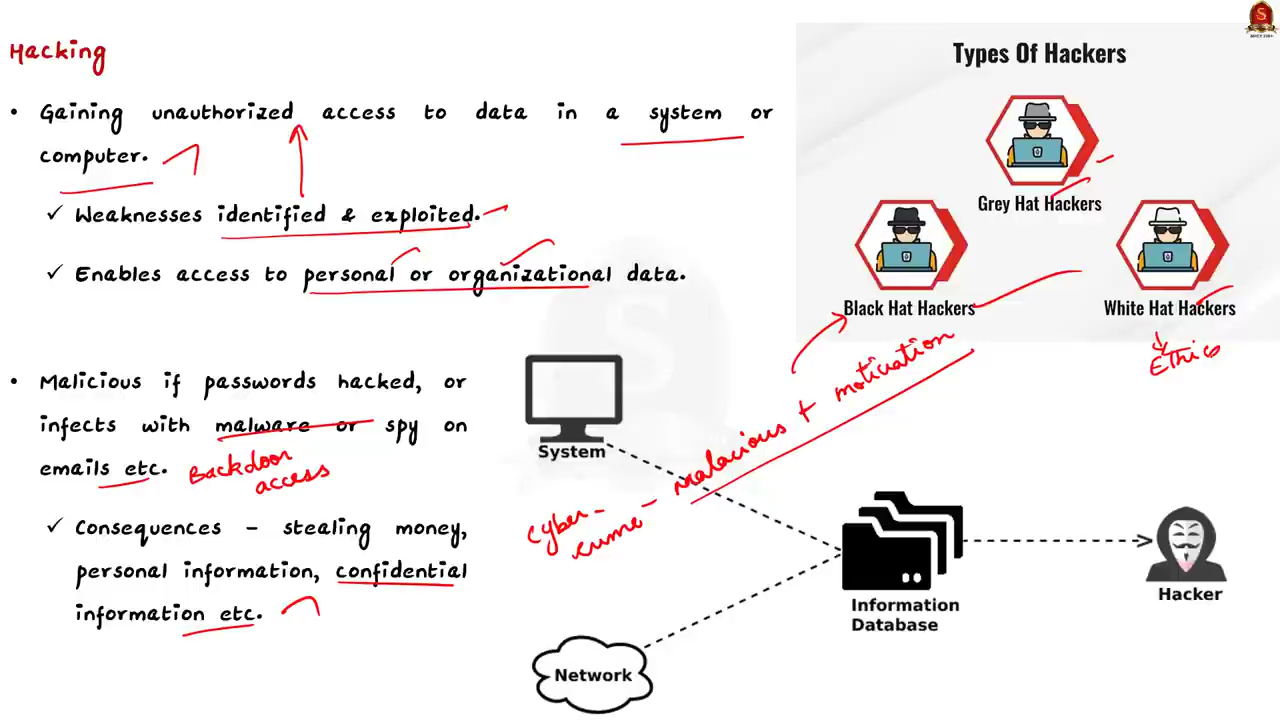 Hacking
• Gaining unauthorized access to data in a system or
computer.
✓ Weaknesses identified & exploited.
✓ Enables access to personal or organizational data.
• Malicious if passwords hacked, or
infects with malware or spy on
emails etc.
Backdoor
access
✓ Consequences – stealing money,
personal information, confidential
information etc.
Types Of Hackers
Grey Hat Hackers
Black Hat Hackers
White Hat Hackers
Ethics
malacious + motivation
Cyber-
crime
System
Information
Database
Hacker
Network
S